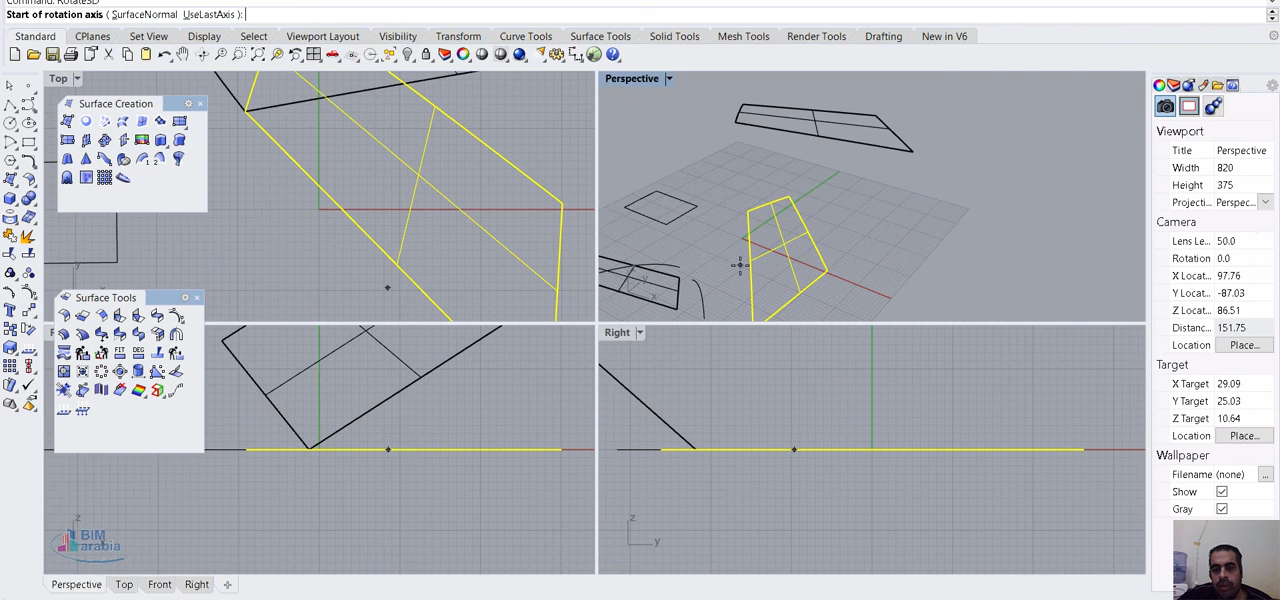 Command: Rotate3D
Start of rotation axis ( SurfaceNormal UseLastAxis ):
Standard CPlanes Set View Display Select Viewport Layout Visibility Transform Curve Tools Surface Tools Solid Tools Mesh Tools Render Tools Drafting New in V6
Top
Surface Creation
y
Surface Tools
FIT DEG
Perspective
y
x
Right
z
z
y
BIM
arabia
Perspective Top Front Right
Viewport
Title Perspective
Width 820
Height 375
Projecti... Perspec...
Camera
Lens Le... 50.0
Rotation 0.0
X Locat... 97.76
Y Locat... -87.03
Z Locat... 86.51
Distanc... 151.75
Location Place...
Target
X Target 29.09
Y Target 25.03
Z Target 10.64
Location Place...
Wallpaper
Filename (none) ...
Show
Gray